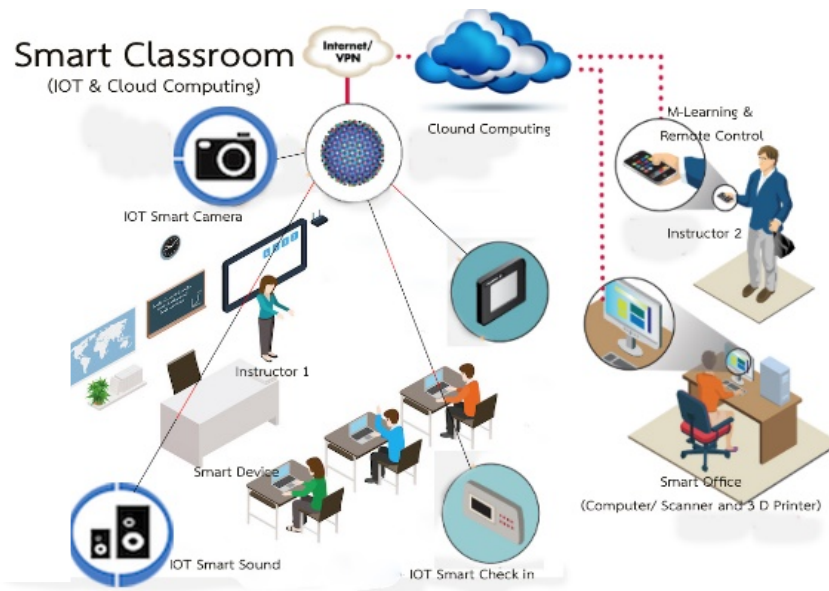 Smart Classroom
(IOT & Cloud Computing)
Internet/
VPN
Clound Computing
M-Learning &
Remote Control
IOT Smart Camera
Instructor 2
Instructor 1
Smart Device
Smart Office
(Computer/ Scanner and 3 D Printer)
IOT Smart Sound
IOT Smart Check in